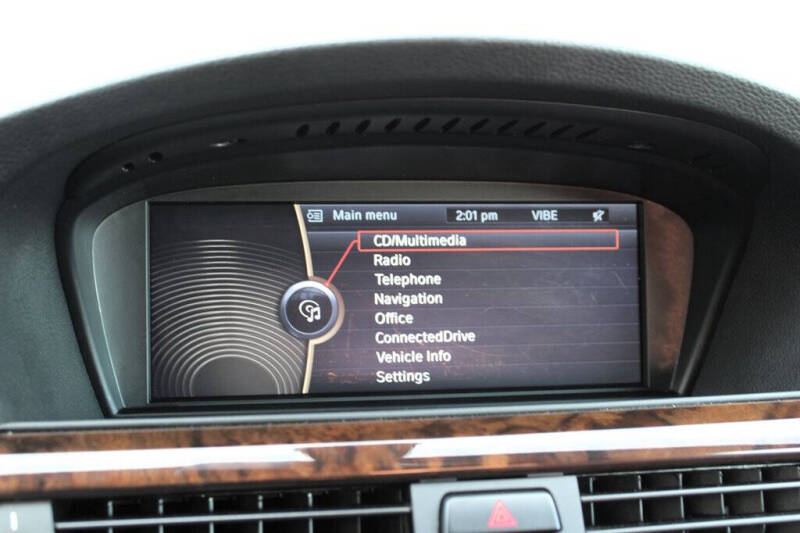 Main menu 2:01 pm VIBE
CD/Multimedia
Radio
Telephone
Navigation
Office
ConnectedDrive
Vehicle Info
Settings